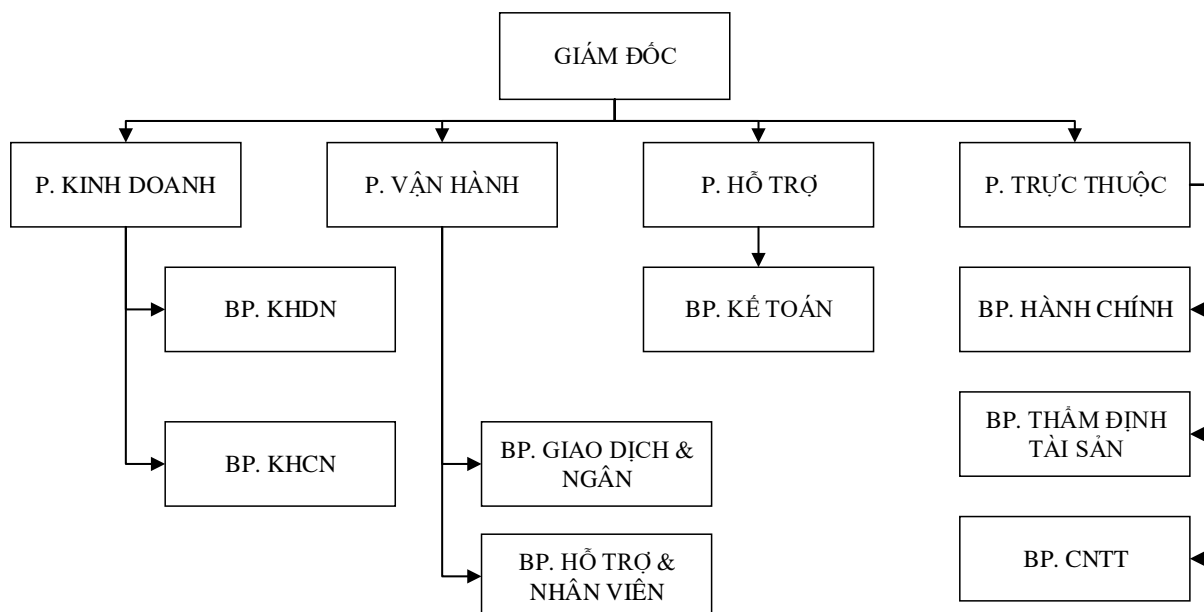 GIÁM ĐỐC
P. KINH DOANH
P. VẬN HÀNH
P. HỖ TRỢ
P. TRỰC THUỘC
BP. KHDN
BP. KẾ TOÁN
BP. HÀNH CHÍNH
BP. KHCN
BP. GIAO DỊCH &
NGÂN
BP. THẨM ĐỊNH
TÀI SẢN
BP. HỖ TRỢ &
NHÂN VIÊN
BP. CNTT